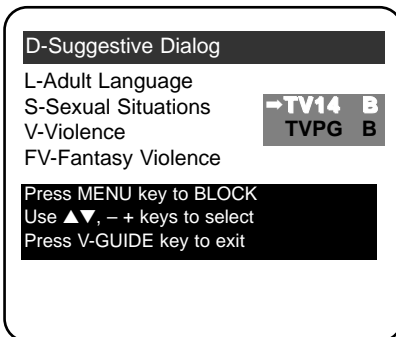 D-Suggestive Dialog
L-Adult Language
S-Sexual Situations ➡TV14 B
V-Violence TVPG B
FV-Fantasy Violence
Press MENU key to BLOCK
Use ▲▼, – + keys to select
Press V-GUIDE key to exit